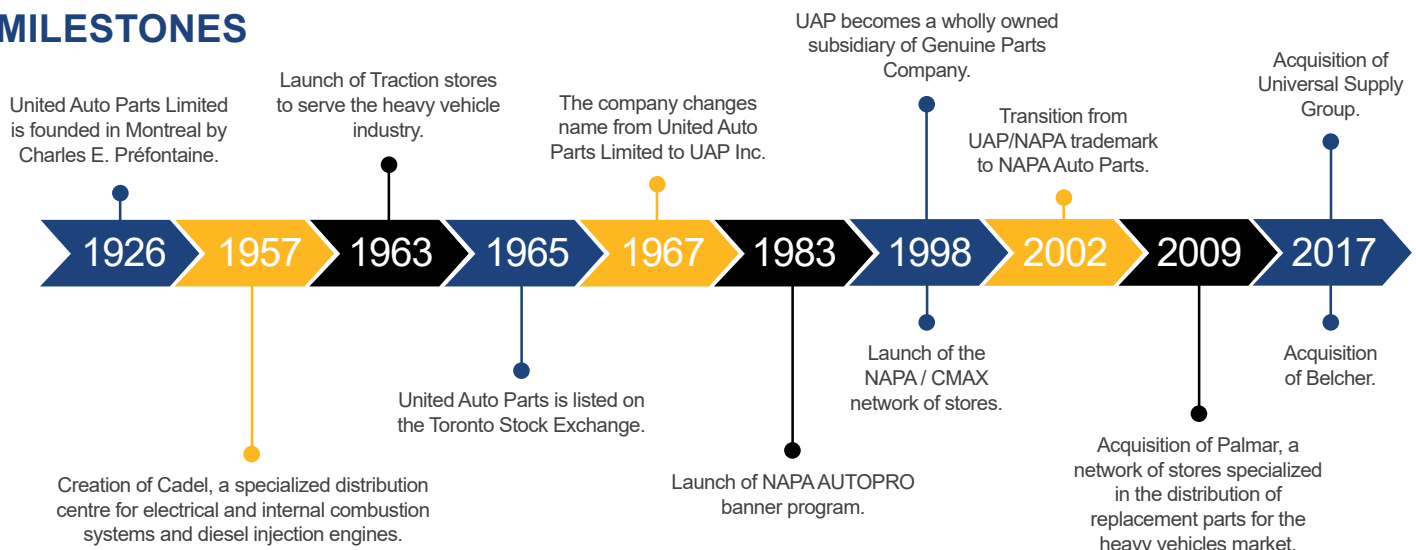 MILESTONES
United Auto Parts Limited
is founded in Montreal by
Charles E. Préfontaine.
Launch of Traction stores
to serve the heavy vehicle
industry.
The company changes
name from United Auto
Parts Limited to UAP Inc.
UAP becomes a wholly owned
subsidiary of Genuine Parts
Company.
Transition from
UAP/NAPA trademark
to NAPA Auto Parts.
Acquisition of
Universal Supply
Group.
1926 1957 1963 1965 1967 1983 1998 2002 2009 2017
Creation of Cadel, a specialized distribution
centre for electrical and internal combustion
systems and diesel injection engines.
United Auto Parts is listed on
the Toronto Stock Exchange.
Launch of NAPA AUTOPRO
banner program.
Launch of the
NAPA / CMAX
network of stores.
Acquisition of Palmar, a
network of stores specialized
in the distribution of
replacement parts for the
heavy vehicles market.
Acquisition
of Belcher.